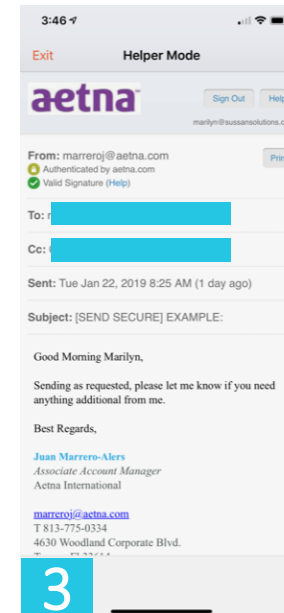 3:46
Exit Helper Mode
aetna
Sign Out Help
marilyn@sussansolutions.c
From: marreroj@aetna.com
Print
Authenticated by aetna.com
Valid Signature (Help)
To:
Cc:
Sent: Tue Jan 22, 2019 8:25 AM (1 day ago)
Subject: [SEND SECURE] EXAMPLE:
Good Morning Marilyn,
Sending as requested, please let me know if you need
anything additional from me.
Best Regards,
Juan Marrero-Alers
Associate Account Manager
Aetna International
marreroj@aetna.com
T 813-775-0334
4630 Woodland Corporate Blvd.
3